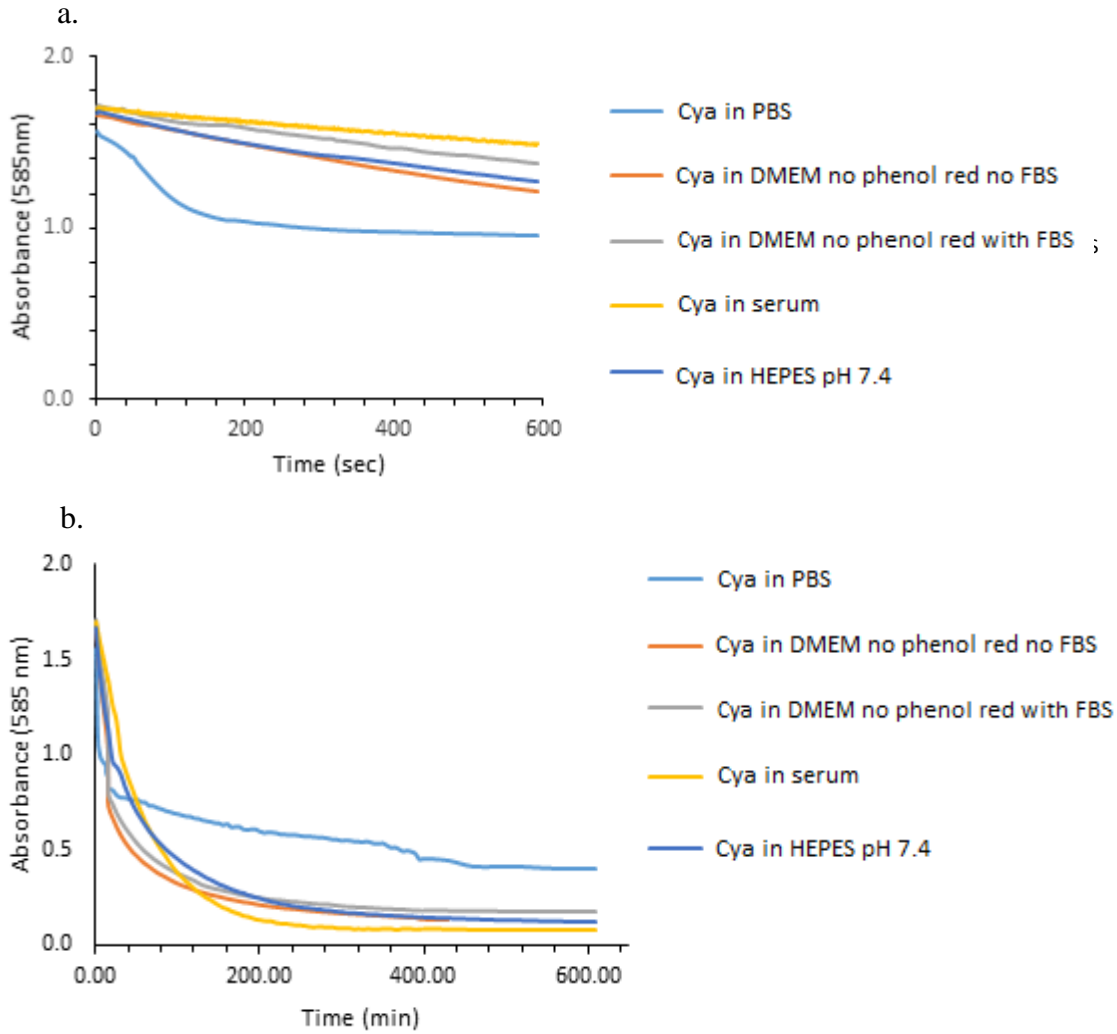 a.
2.0
1.0
0.0
Absorbance (585nm)
0
200
400
600
Time (sec)
Cya in PBS
Cya in DMEM no phenol red no FBS
Cya in DMEM no phenol red with FBS
Cya in serum
Cya in HEPES pH 7.4
b.
2.0
1.5
1.0
0.5
0.0
Absorbance (585 nm)
0.00
200.00
400.00
600.00
Time (min)
Cya in PBS
Cya in DMEM no phenol red no FBS
Cya in DMEM no phenol red with FBS
Cya in serum
Cya in HEPES pH 7.4